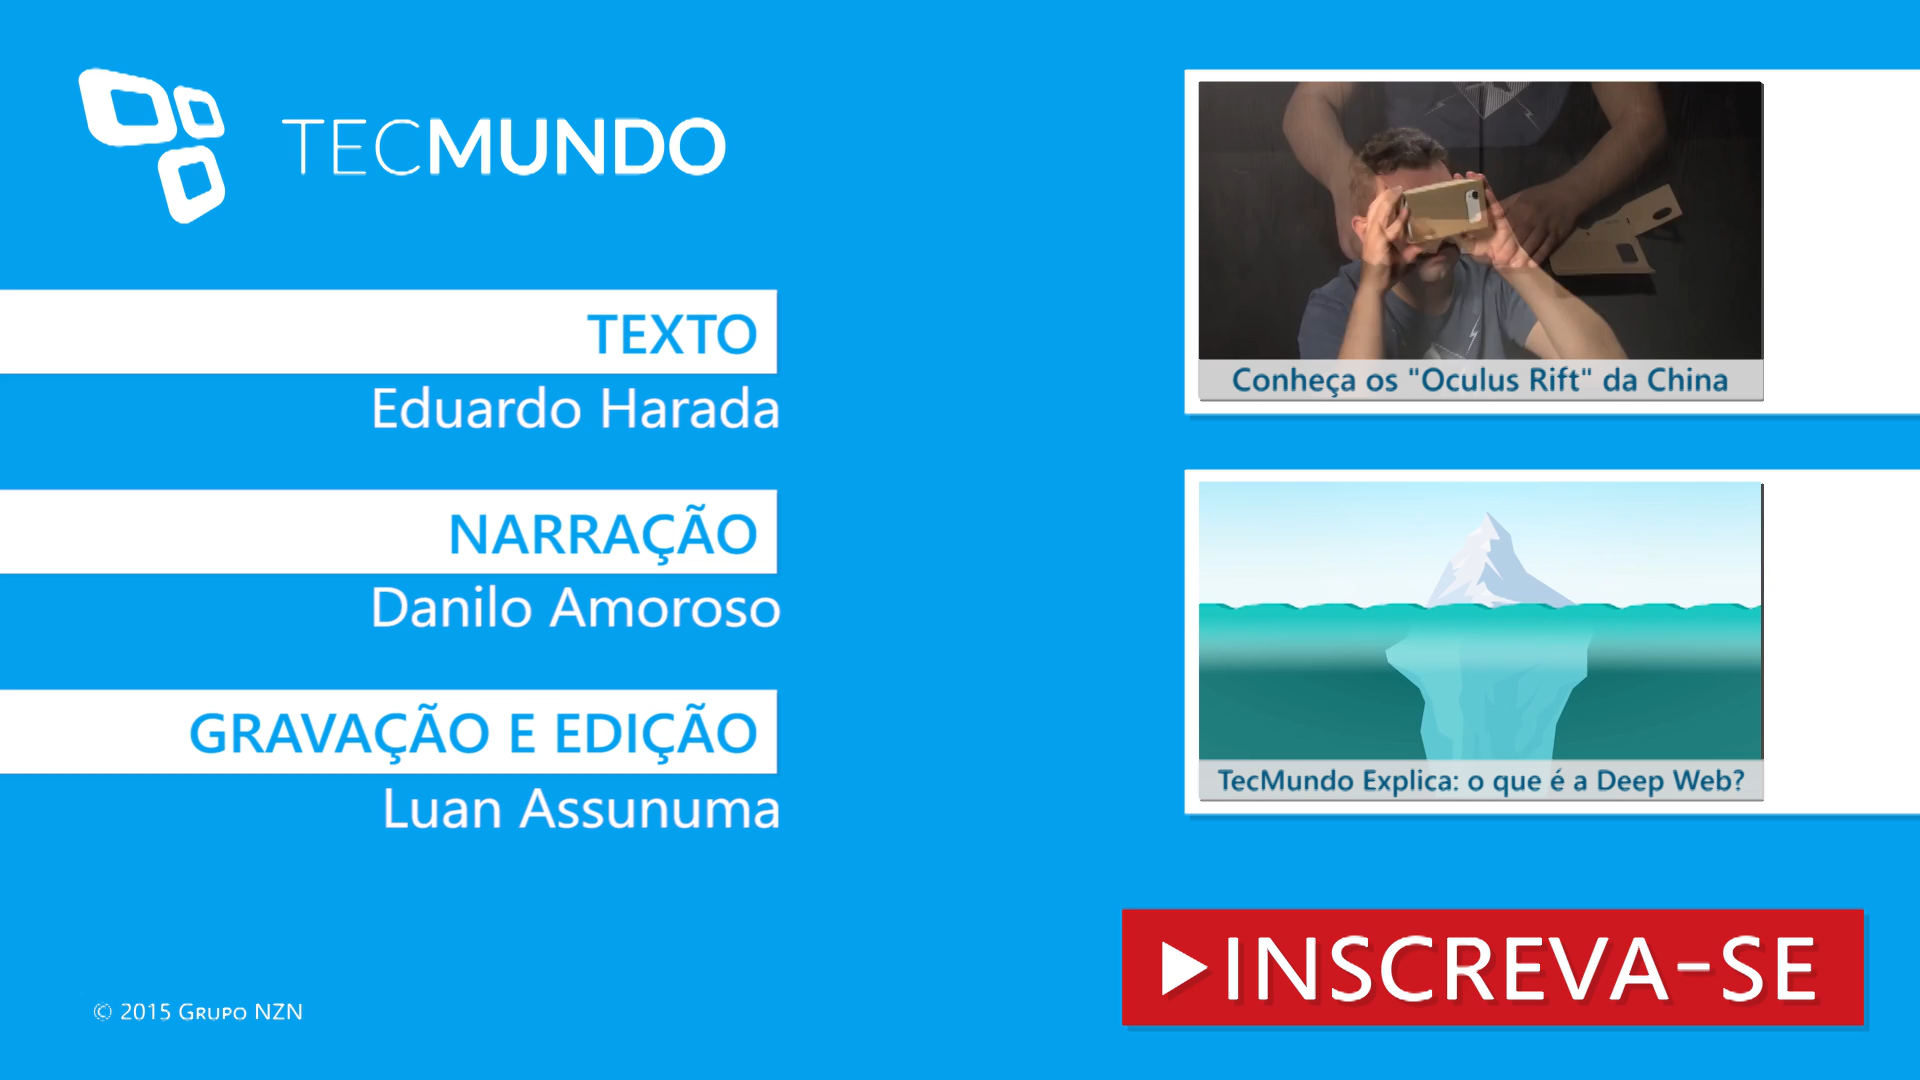 TECMUNDO
TEXTO
Eduardo Harada
NARRAÇÃO
Danilo Amoroso
GRAVAÇÃO E EDIÇÃO
Luan Assunuma
© 2015 GRUPO NZN
Conheça os "Oculus Rift" da China
TecMundo Explica: o que é a Deep Web?
INSCREVA-SE